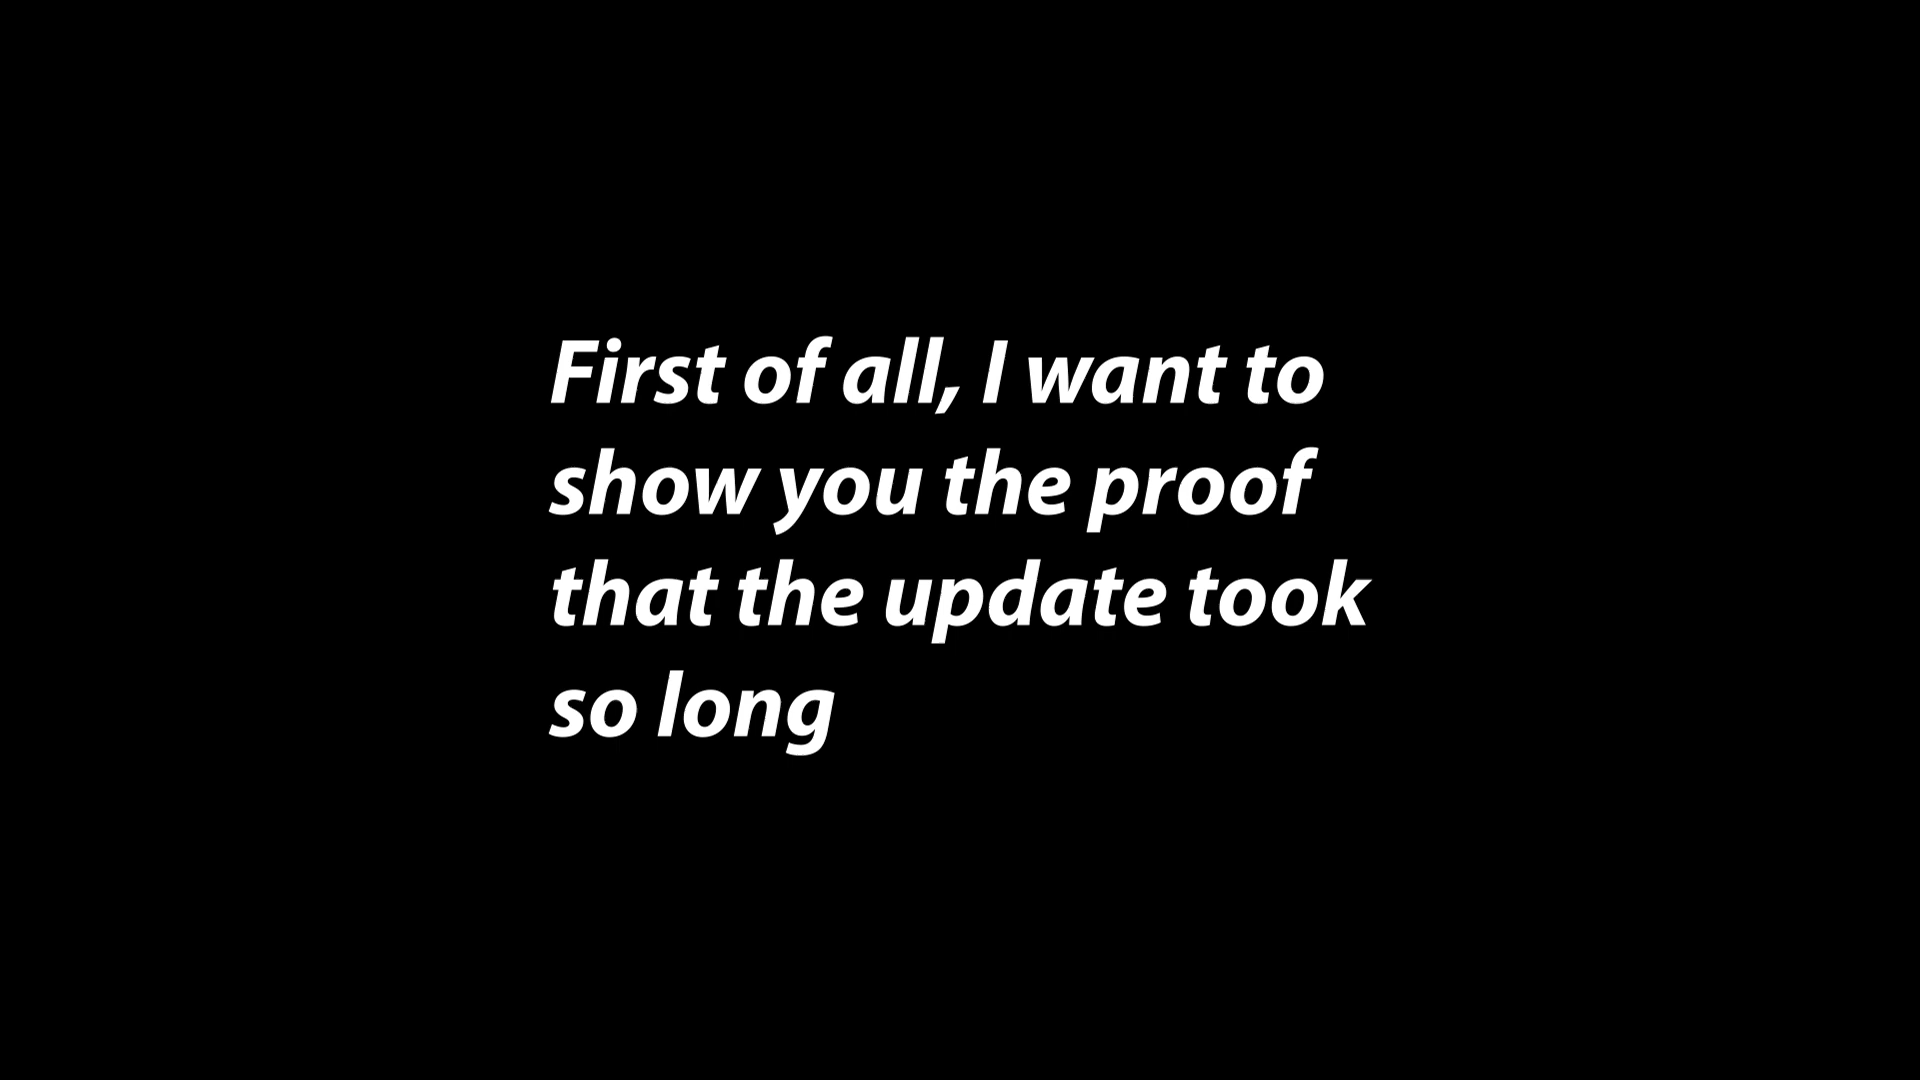 First of all, I want to
show you the proof
that the update took
so long